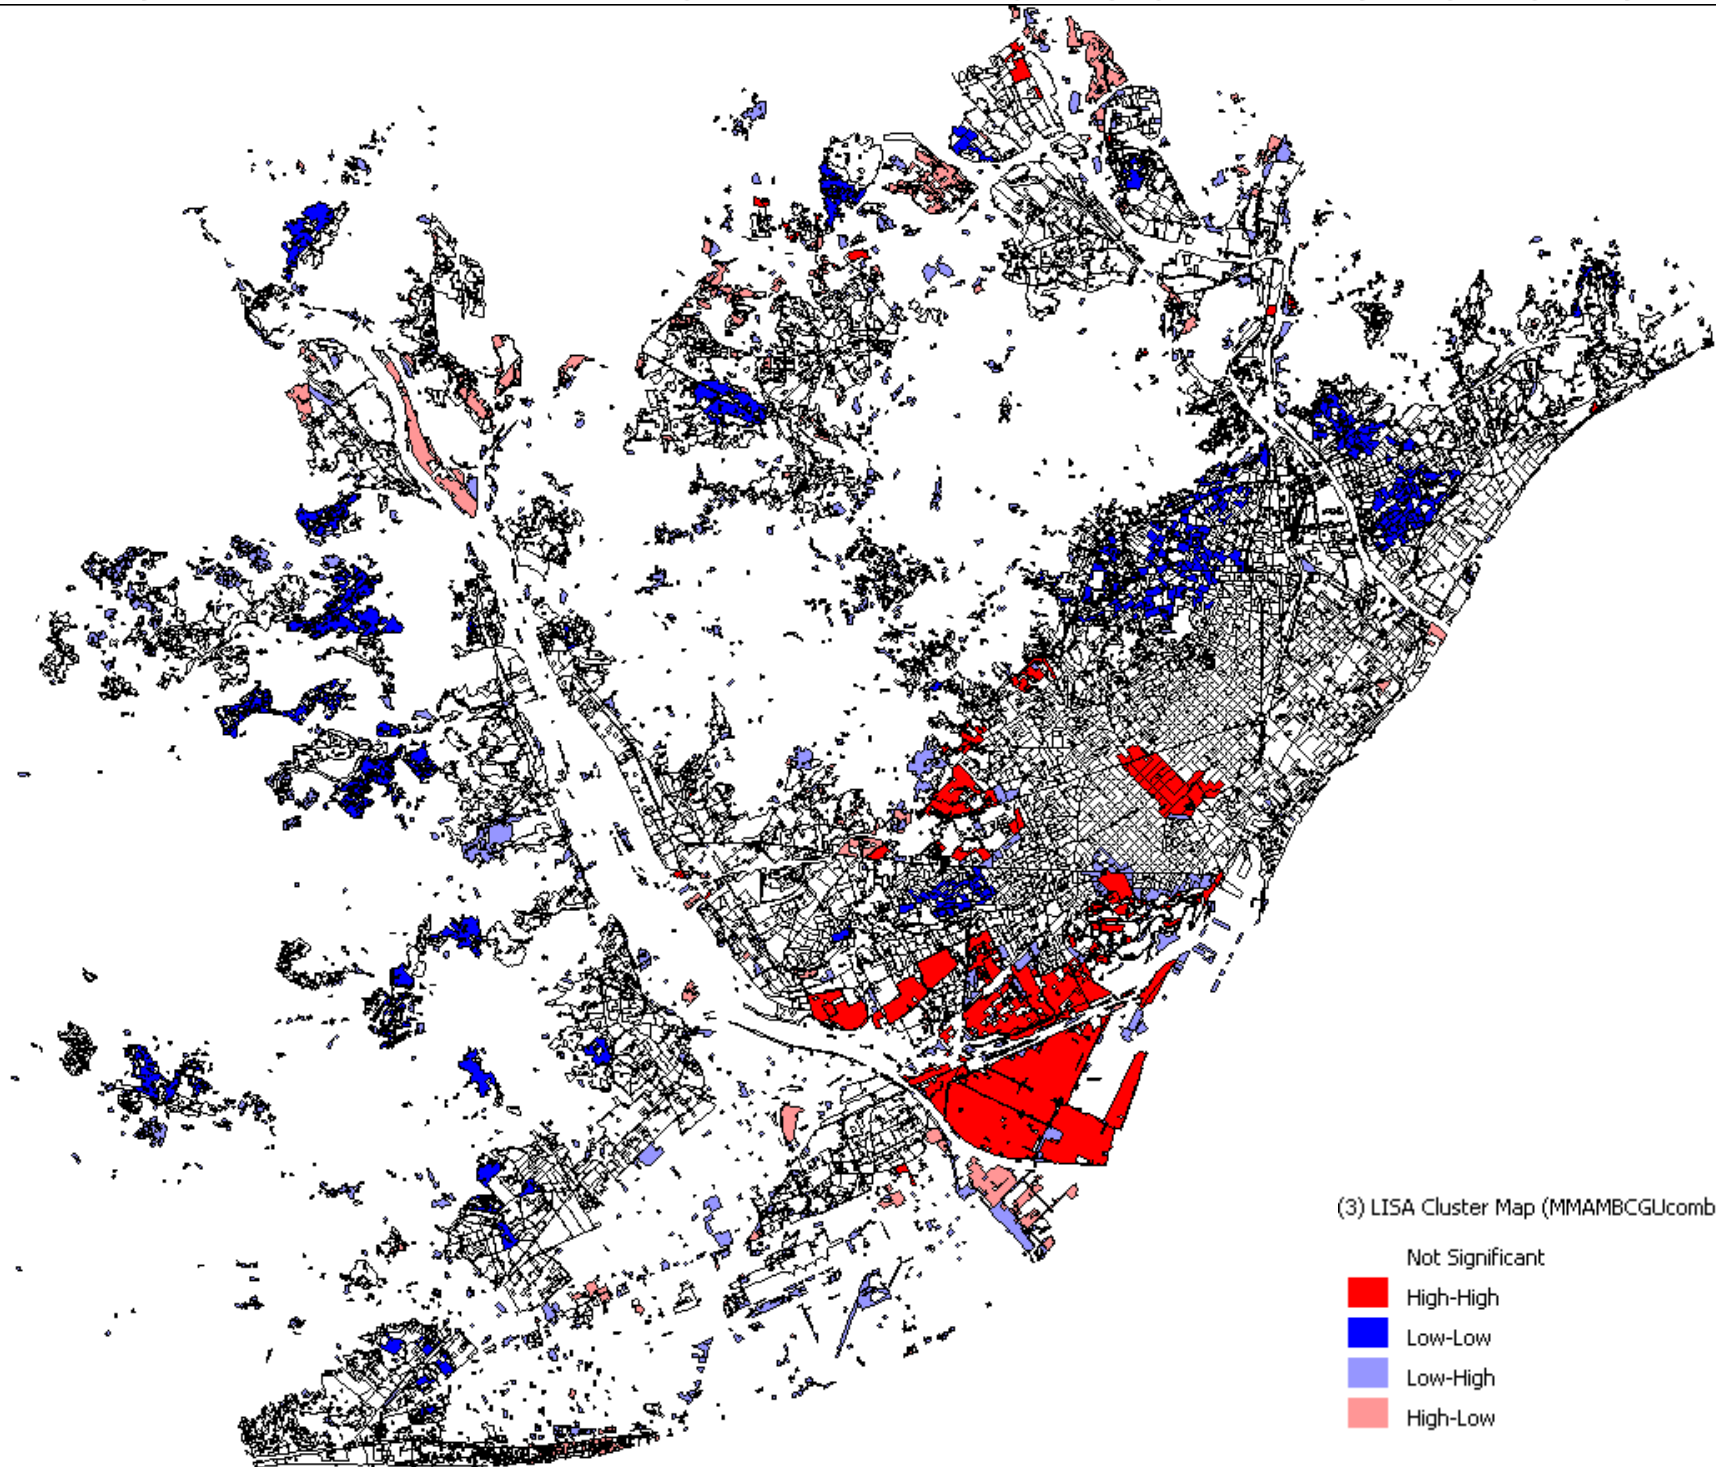 (3) LISA Cluster Map (MMAMBCGUcomb
Not Significant
High-High
Low-Low
Low-High
High-Low